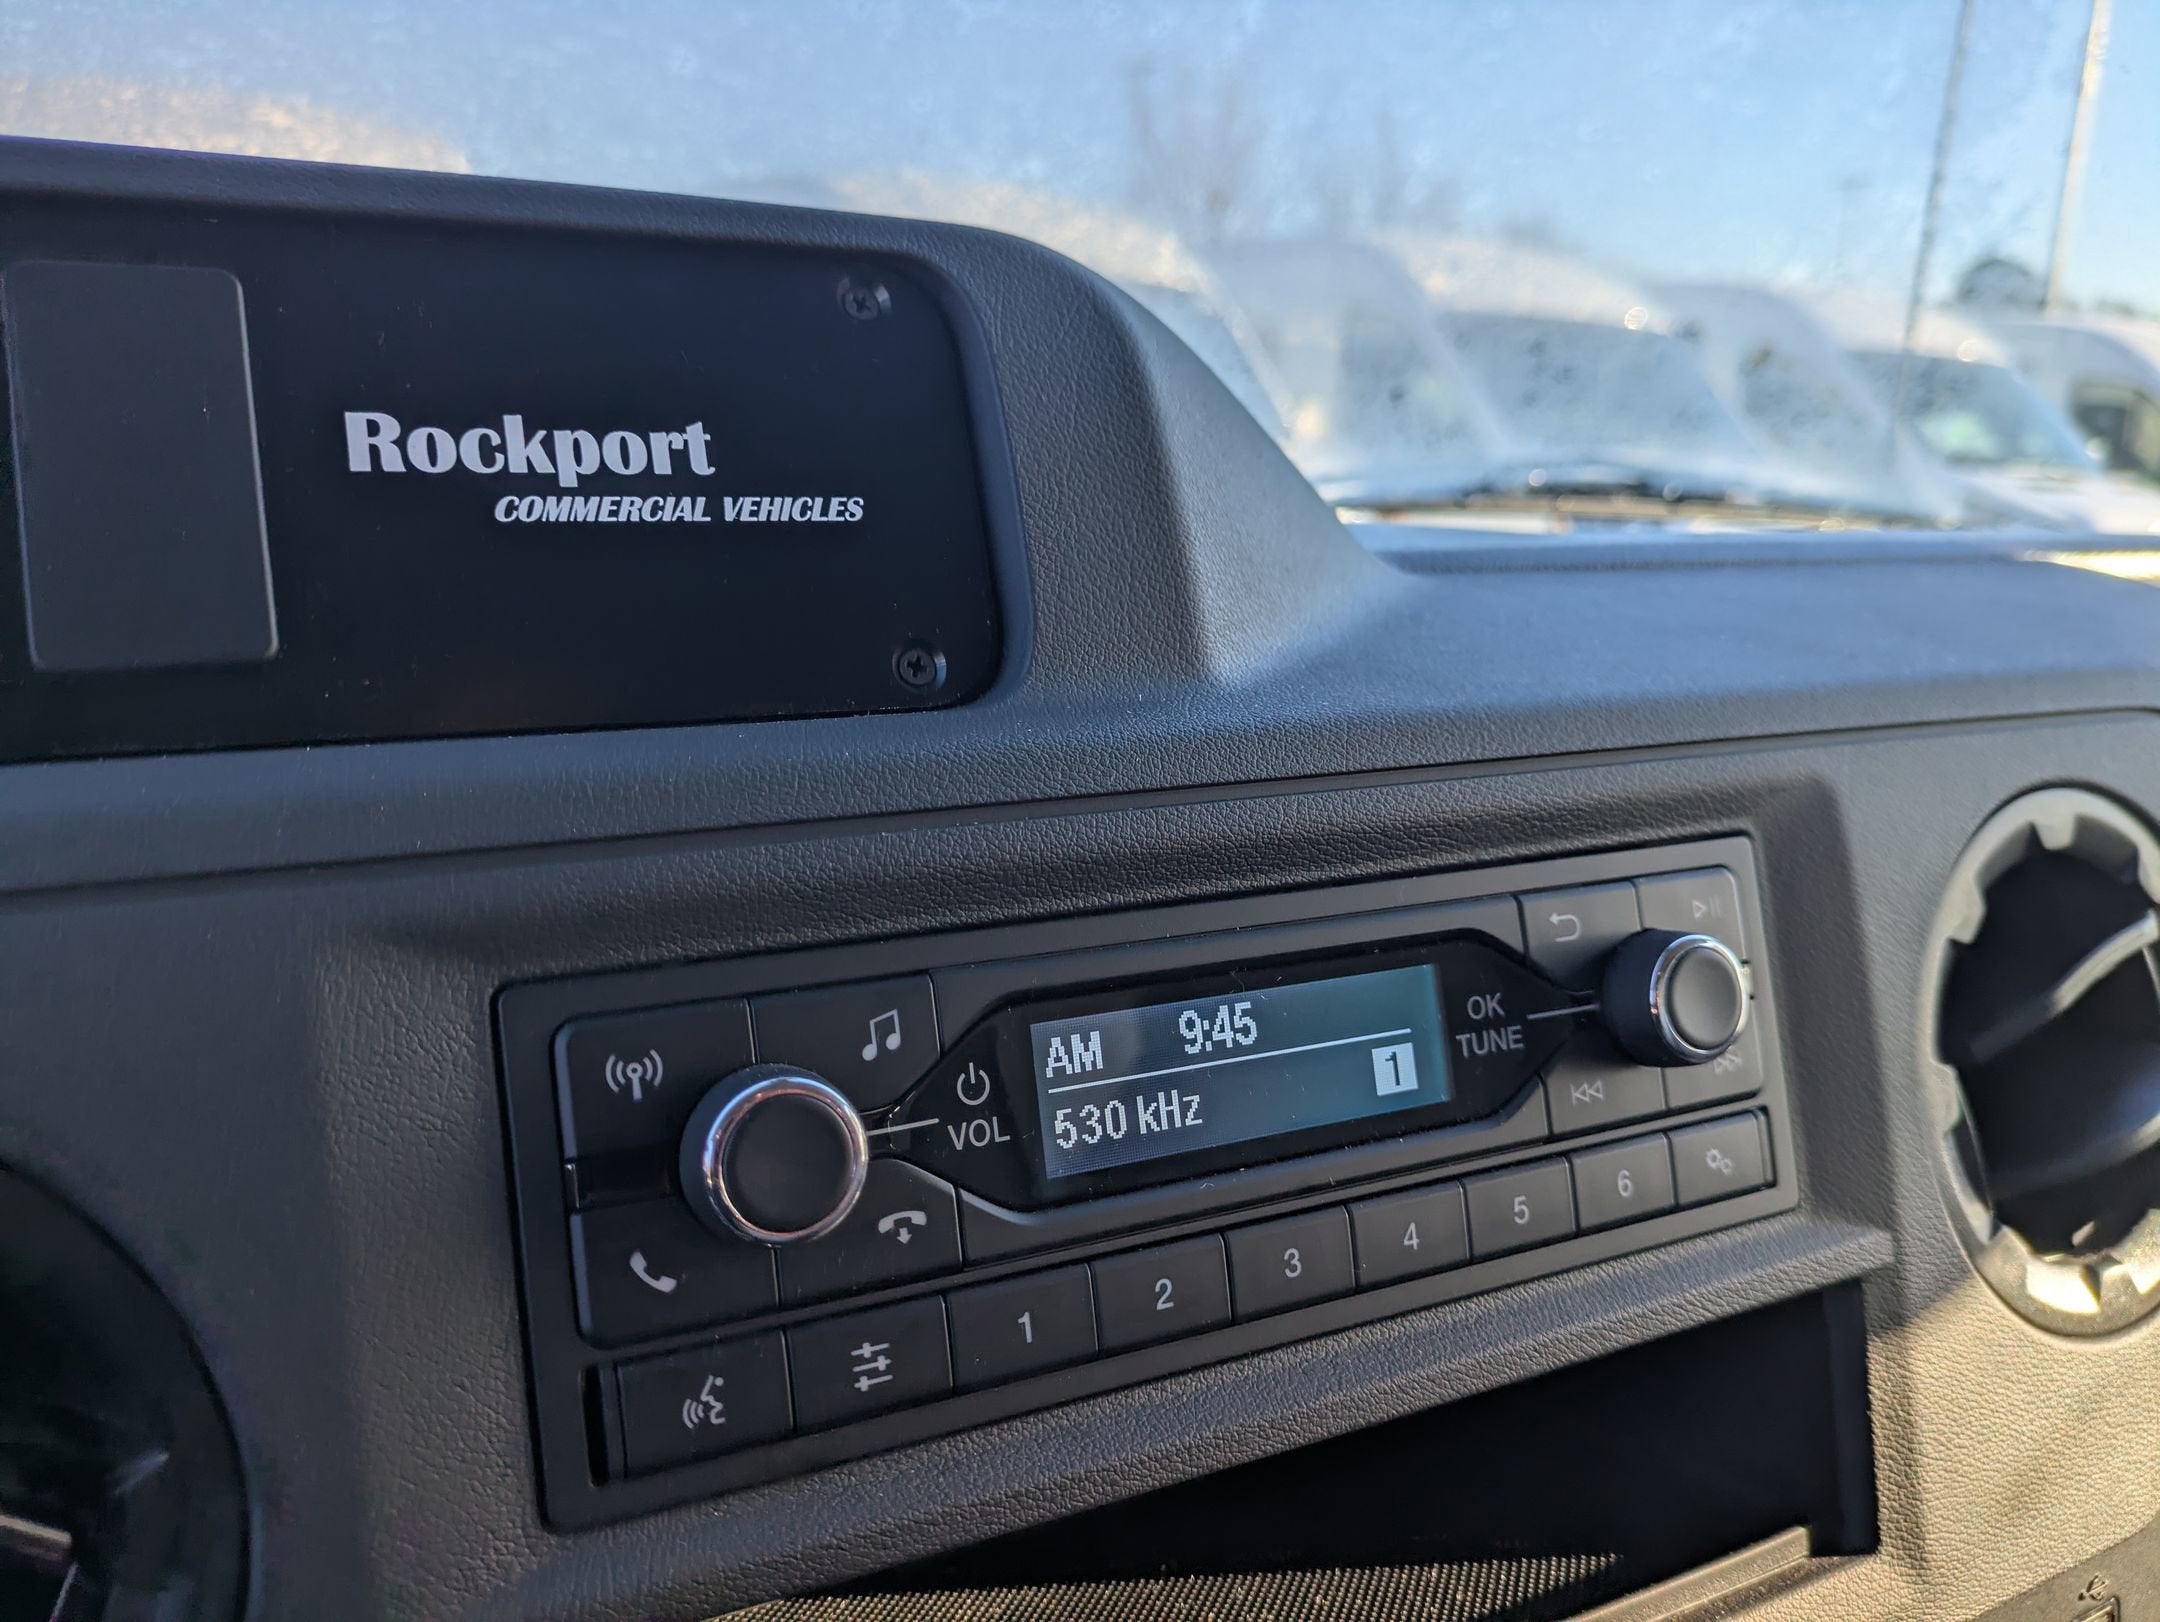 Rockport
COMMERCIAL VEHICLES
AM 9:45
530 kHz 1
VOL
OK
TUNE
1 2 3 4 5 6